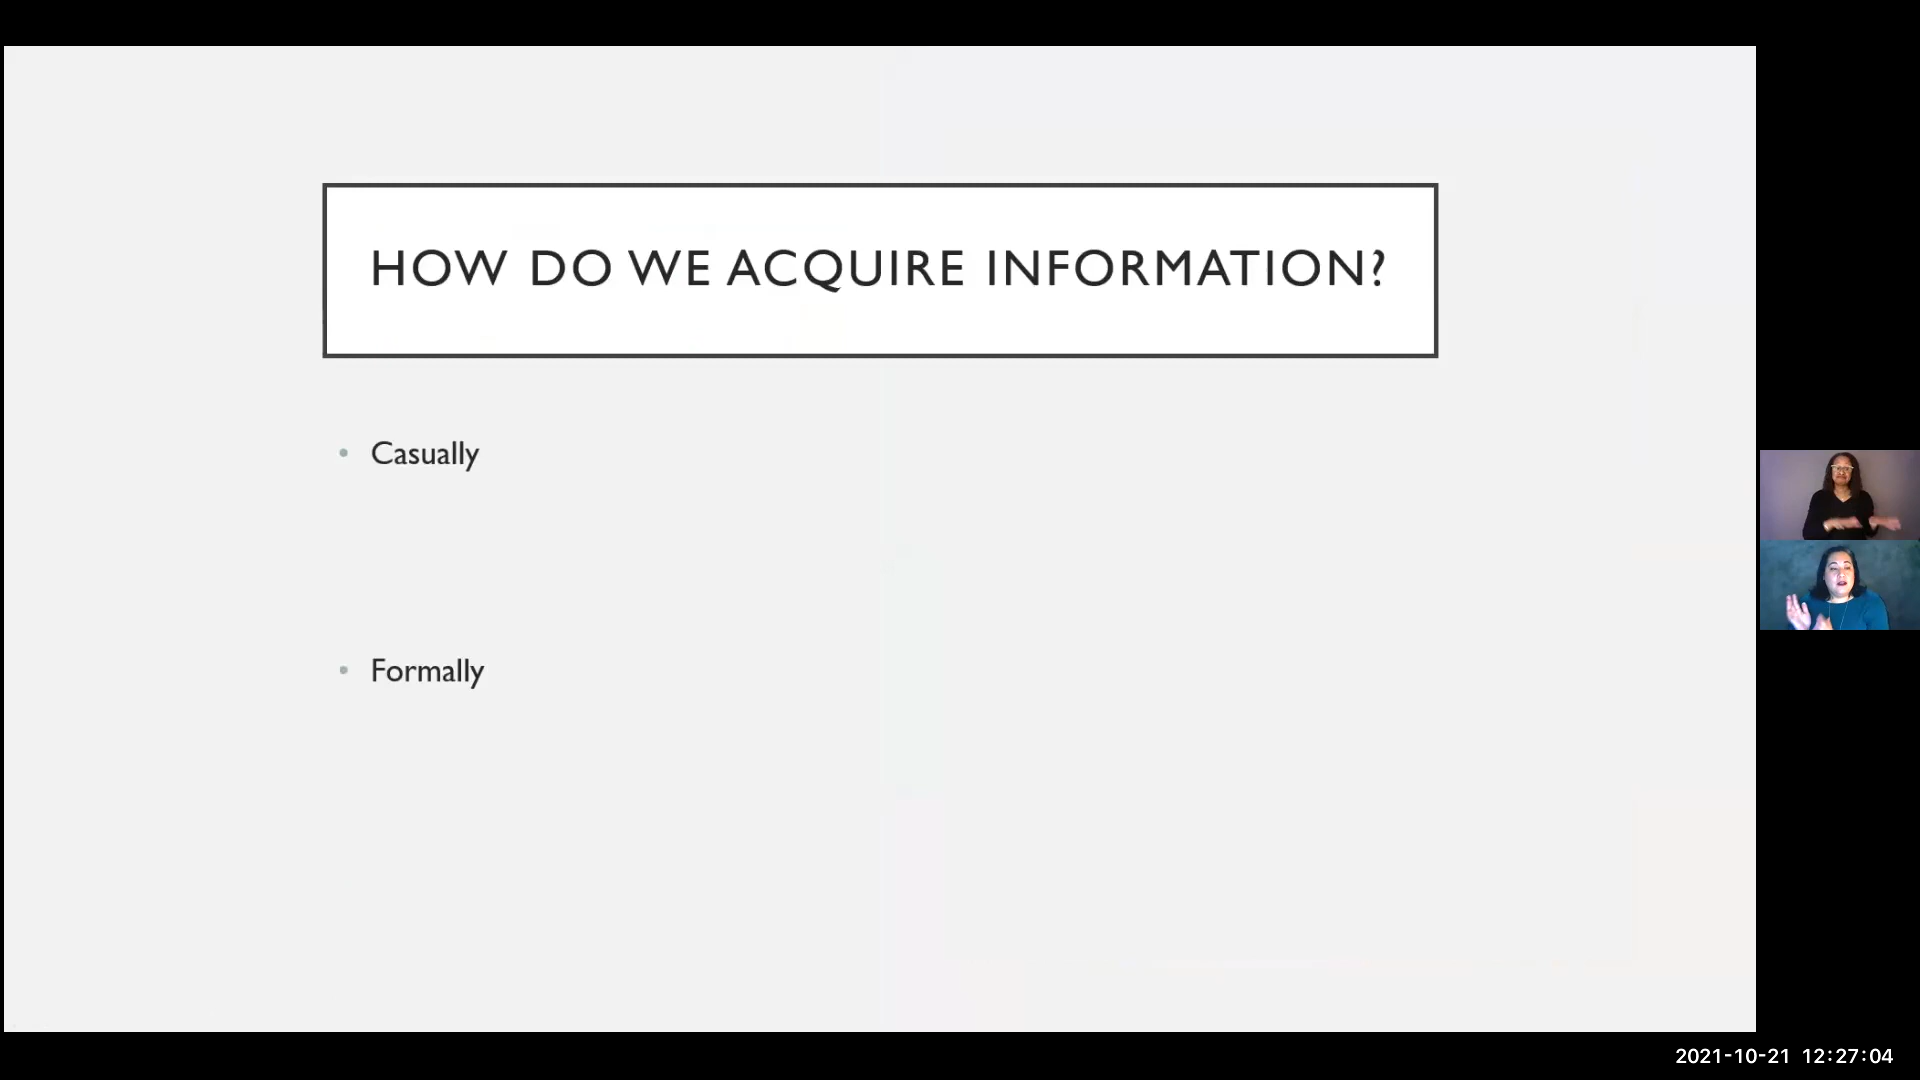 HOW DO WE ACQUIRE INFORMATION?
• Casually
• Formally
2021-10-21 12:27:04